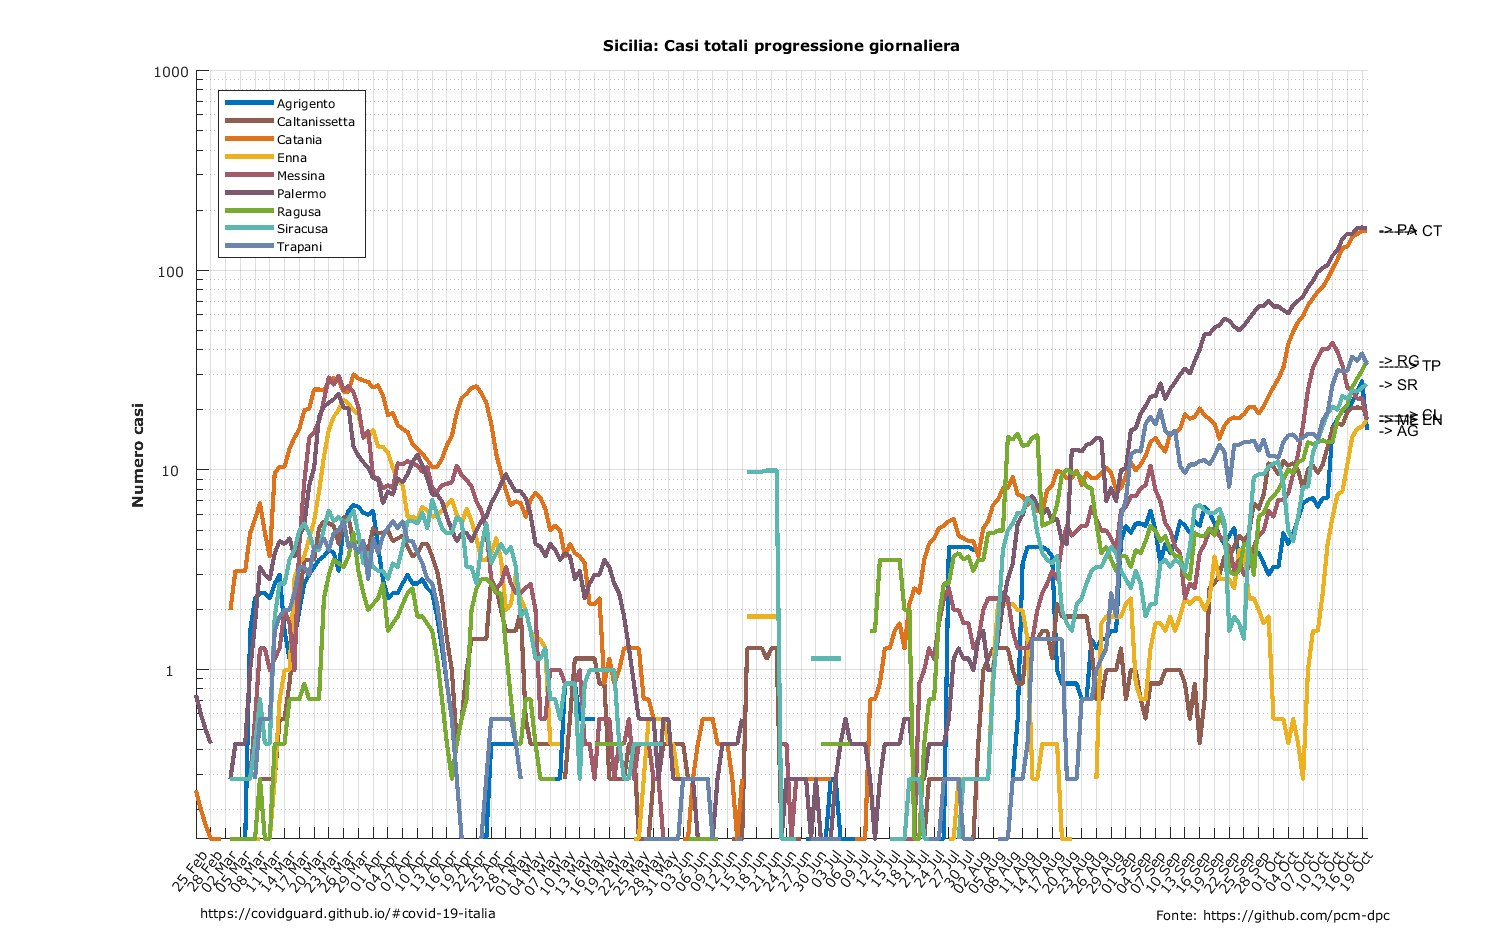 Sicilia: Casi totali progressione giornaliera
1000
100
10
1
Numero casi
Agrigento
Caltanissetta
Catania
Enna
Messina
Palermo
Ragusa
Siracusa
Trapani
-> PA
-----> CT
-> RG
-----> TP
-> SR
-----> CL
-> ME
-----> EN
-> AG
25 Feb
28 Feb
02 Mar
05 Mar
08 Mar
11 Mar
14 Mar
17 Mar
20 Mar
23 Mar
26 Mar
29 Mar
01 Apr
04 Apr
07 Apr
10 Apr
13 Apr
16 Apr
19 Apr
22 Apr
25 Apr
28 Apr
01 May
04 May
07 May
10 May
13 May
16 May
19 May
22 May
25 May
28 May
31 May
03 Jun
06 Jun
09 Jun
12 Jun
15 Jun
18 Jun
21 Jun
24 Jun
27 Jun
30 Jun
03 Jul
06 Jul
09 Jul
12 Jul
15 Jul
18 Jul
21 Jul
24 Jul
27 Jul
30 Jul
02 Aug
05 Aug
08 Aug
11 Aug
14 Aug
17 Aug
20 Aug
23 Aug
26 Aug
29 Aug
01 Sep
04 Sep
07 Sep
10 Sep
13 Sep
16 Sep
19 Sep
22 Sep
25 Sep
28 Sep
01 Oct
04 Oct
07 Oct
10 Oct
13 Oct
16 Oct
19 Oct
https://covidguard.github.io/#covid-19-italia
Fonte: https://github.com/pcm-dpc